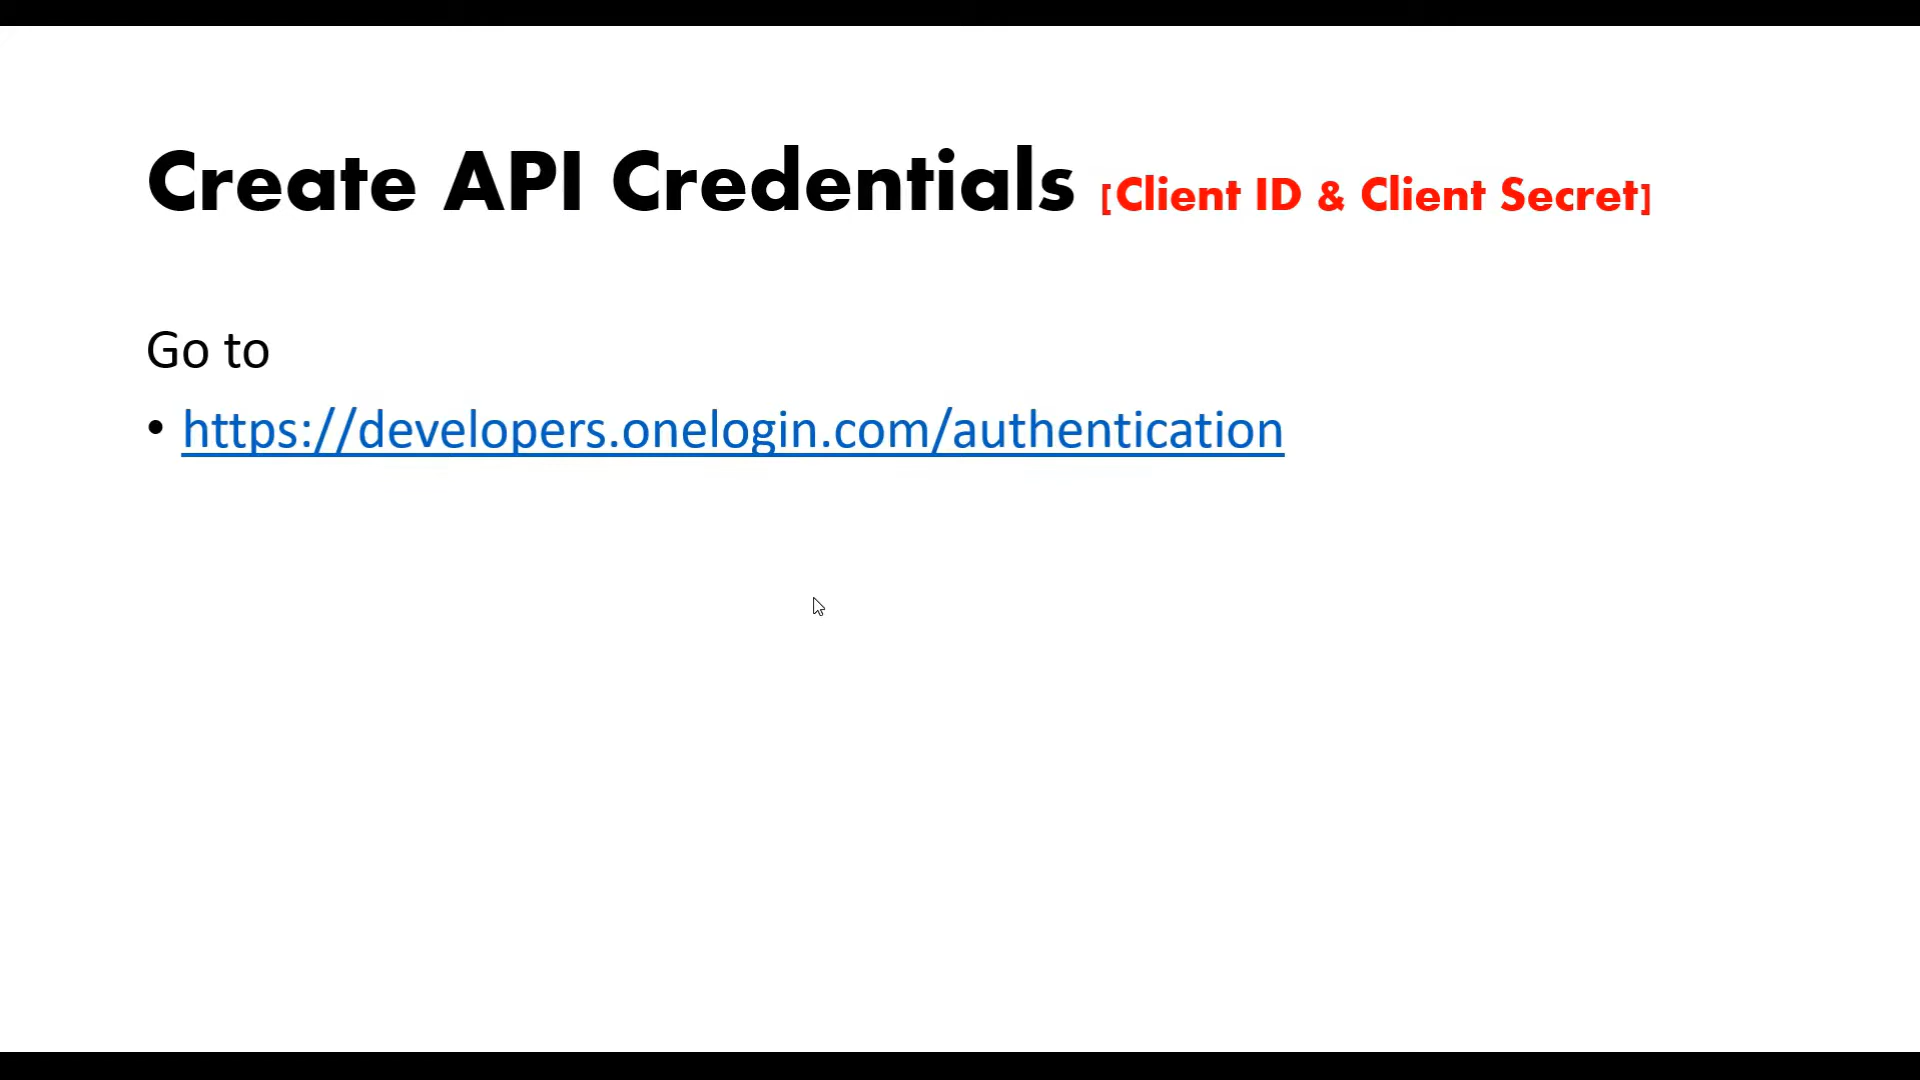 Create API Credentials [Client ID & Client Secret]
Go to
• https://developers.onelogin.com/authentication